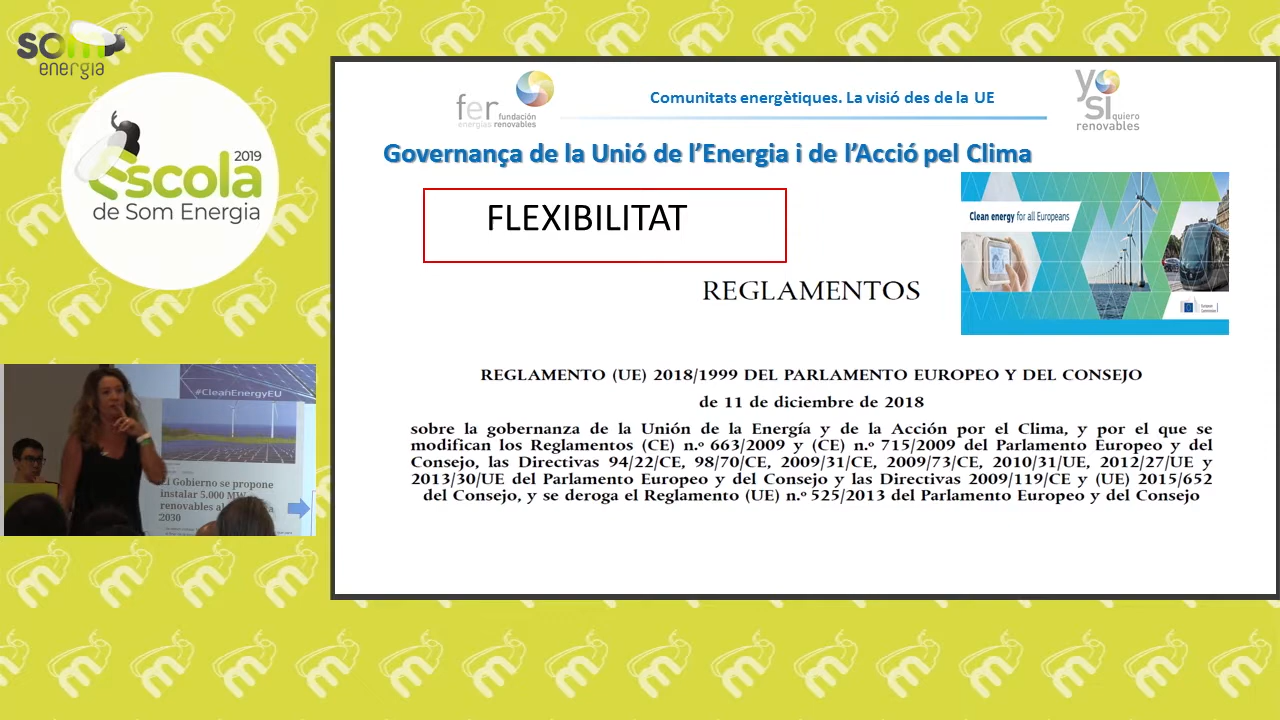 som
energia
2019
Escola
de Som Energia
fer fundación
energías renovables
Comunitats energètiques. La visió des de la UE
yo
SI quiero
renovables
Governança de la Unió de l'Energia i de l'Acció pel Clima
FLEXIBILITAT
Clean energy for all Europeans
European
Commission
REGLAMENTOS
REGLAMENTO (UE) 2018/1999 DEL PARLAMENTO EUROPEO Y DEL CONSEJO
de 11 de diciembre de 2018
sobre la gobernanza de la Unión de la Energía y de la Acción por el Clima, y por el que se
modifican los Reglamentos (CE) n.º 663/2009 y (CE) n.º 715/2009 del Parlamento Europeo y del
Consejo, las Directivas 94/22/CE, 98/70/CE, 2009/31/CE, 2009/73/CE, 2010/31/UE, 2012/27/UE y
2013/30/UE del Parlamento Europeo y del Consejo y las Directivas 2009/119/CE y (UE) 2015/652
del Consejo, y se deroga el Reglamento (UE) n.º 525/2013 del Parlamento Europeo y del Consejo
#CleanEnergyEU
El Gobierno se propone
instalar 5.000 MW
renovables al
2030